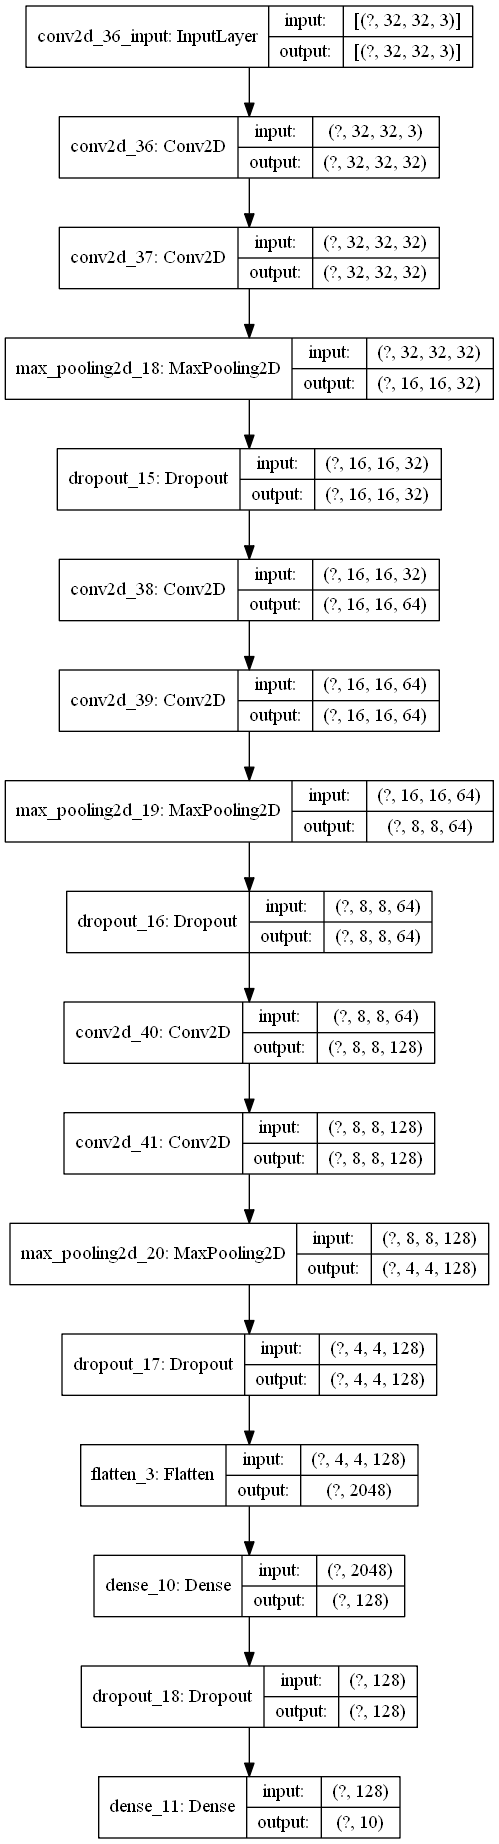 conv2d_36_input: InputLayer
input: [(?, 32, 32, 3)]
output: [(?, 32, 32, 3)]
conv2d_36: Conv2D
input: (?, 32, 32, 3)
output: (?, 32, 32, 32)
conv2d_37: Conv2D
input: (?, 32, 32, 32)
output: (?, 32, 32, 32)
max_pooling2d_18: MaxPooling2D
input: (?, 32, 32, 32)
output: (?, 16, 16, 32)
dropout_15: Dropout
input: (?, 16, 16, 32)
output: (?, 16, 16, 32)
conv2d_38: Conv2D
input: (?, 16, 16, 32)
output: (?, 16, 16, 64)
conv2d_39: Conv2D
input: (?, 16, 16, 64)
output: (?, 16, 16, 64)
max_pooling2d_19: MaxPooling2D
input: (?, 16, 16, 64)
output: (?, 8, 8, 64)
dropout_16: Dropout
input: (?, 8, 8, 64)
output: (?, 8, 8, 64)
conv2d_40: Conv2D
input: (?, 8, 8, 64)
output: (?, 8, 8, 128)
conv2d_41: Conv2D
input: (?, 8, 8, 128)
output: (?, 8, 8, 128)
max_pooling2d_20: MaxPooling2D
input: (?, 8, 8, 128)
output: (?, 4, 4, 128)
dropout_17: Dropout
input: (?, 4, 4, 128)
output: (?, 4, 4, 128)
flatten_3: Flatten
input: (?, 4, 4, 128)
output: (?, 2048)
dense_10: Dense
input: (?, 2048)
output: (?, 128)
dropout_18: Dropout
input: (?, 128)
output: (?, 128)
dense_11: Dense
input: (?, 128)
output: (?, 10)